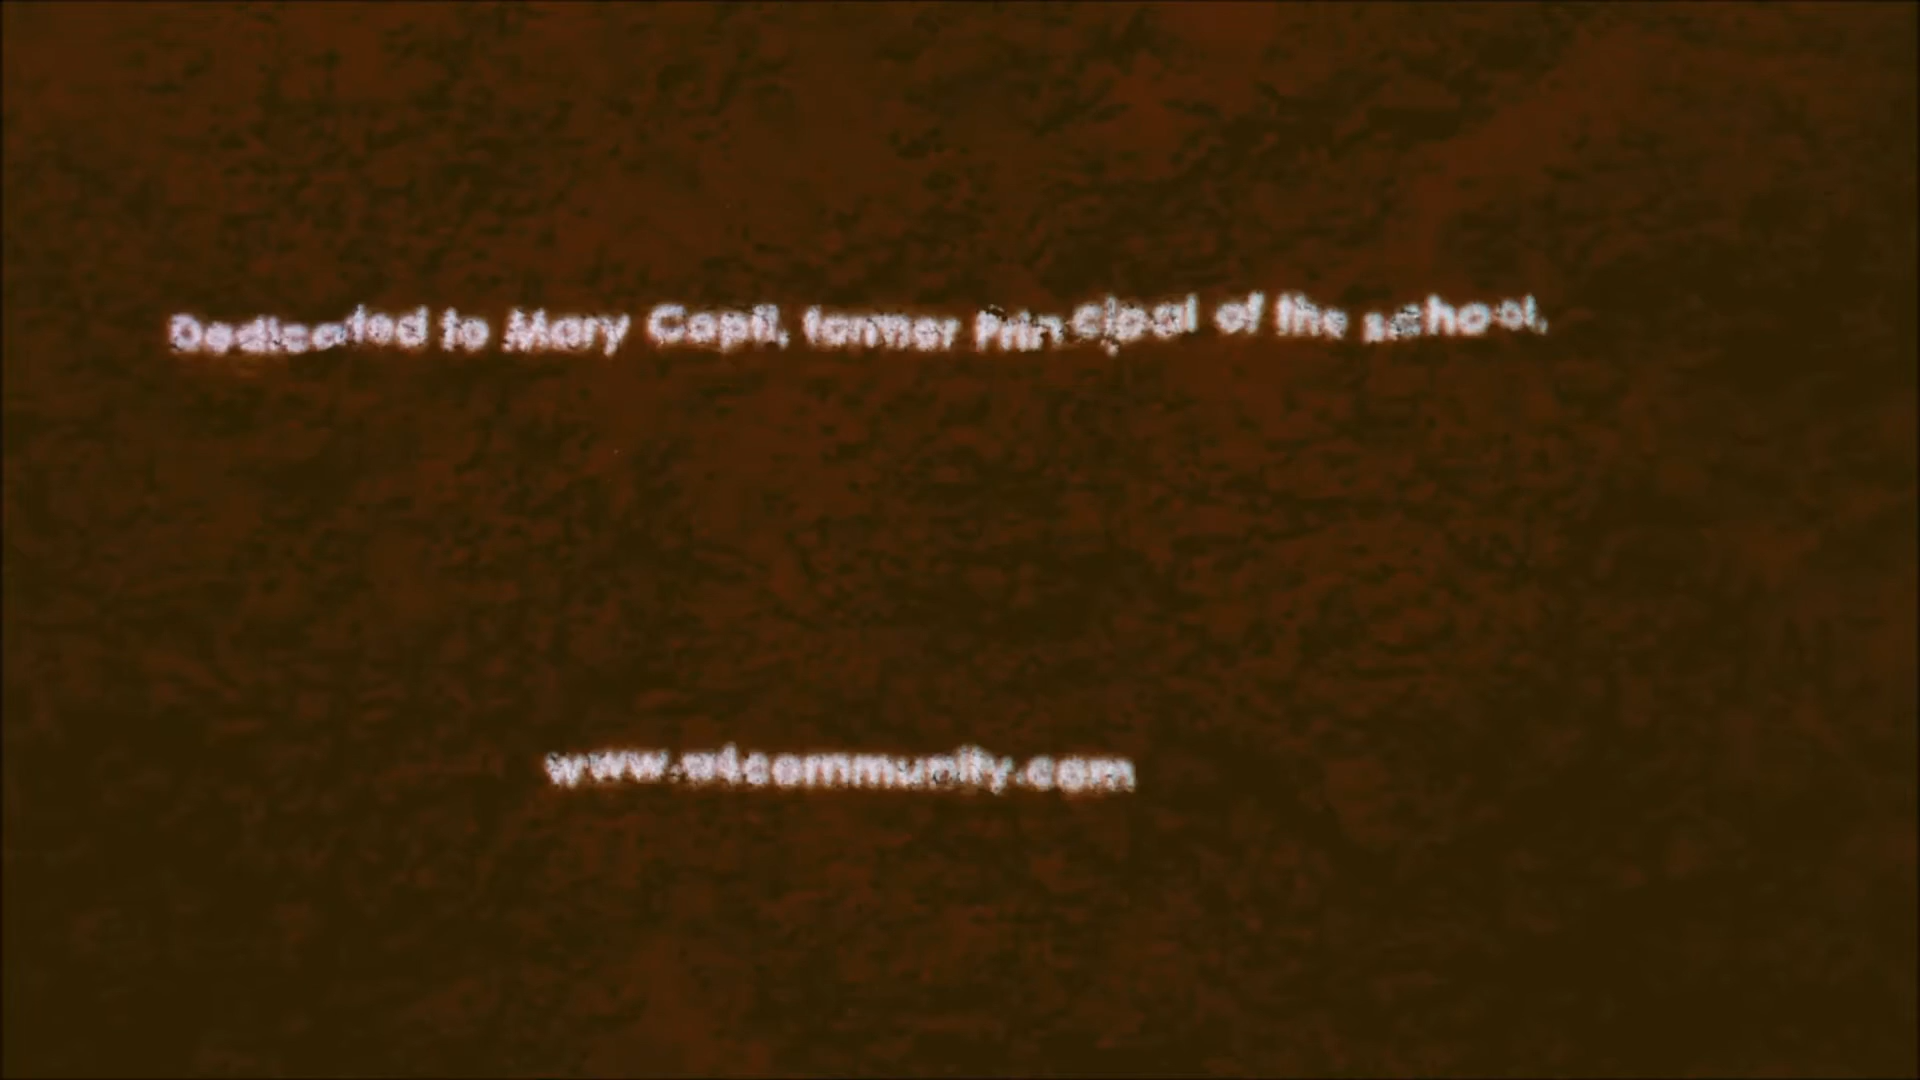 Dedicated to Mary Capil, former Principal of the school,
www.a4community.com